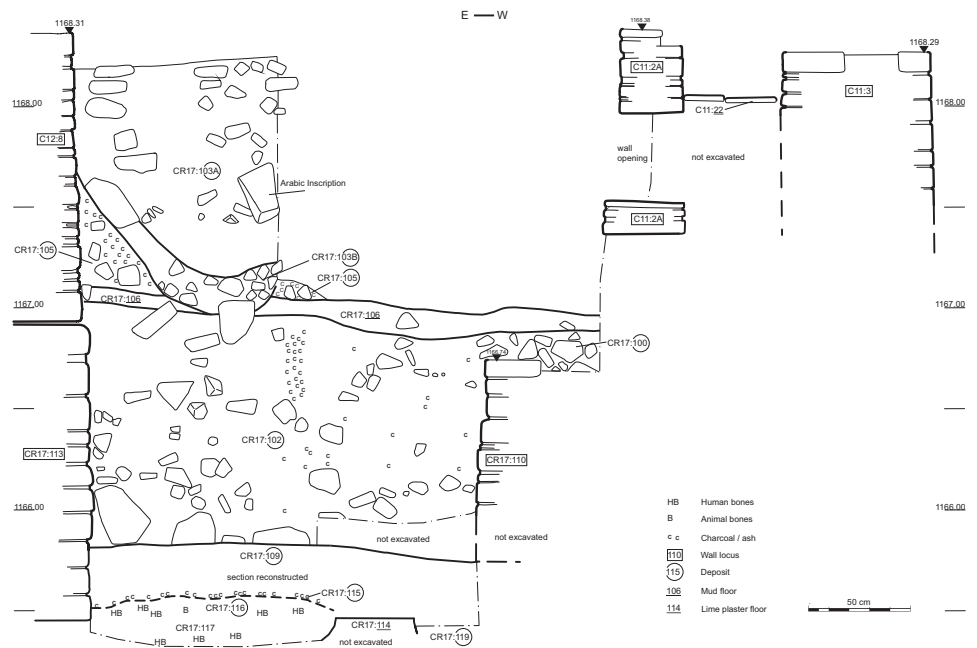 E — W
1168.31
1168.38
1168.29
C11:2A
C11:3
1168.00
1168.00
C11:22
C12:8
wall
opening
not excavated
CR17:103A
Arabic Inscription
C11:2A
CR17:105
CR17:103B
CR17:105
CR17:106
1167.00
1167.00
CR17:106
CR17:100
1166.74
CR17:102
CR17:113
CR17:110
1166.00
1166.00
not excavated
not excavated
CR17:109
section reconstructed
CR17:115
CR17:116
HB HB HB B HB HB
CR17:117
HB HB HB
CR17:114
not excavated
CR17:119
HB Human bones
B Animal bones
c c Charcoal / ash
110 Wall locus
115 Deposit
106 Mud floor
114 Lime plaster floor
50 cm